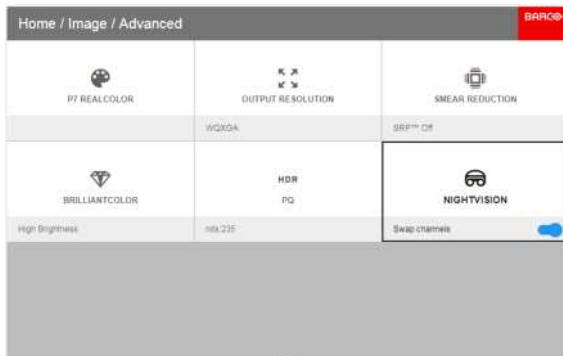 Home / Image / Advanced
BARCO
P7 REALCOLOR
OUTPUT RESOLUTION
SMEAR REDUCTION
WQXGA
SRP™ Off
BRILLIANTCOLOR
HDR
PQ
NIGHTVISION
High Brightness
Swap channels